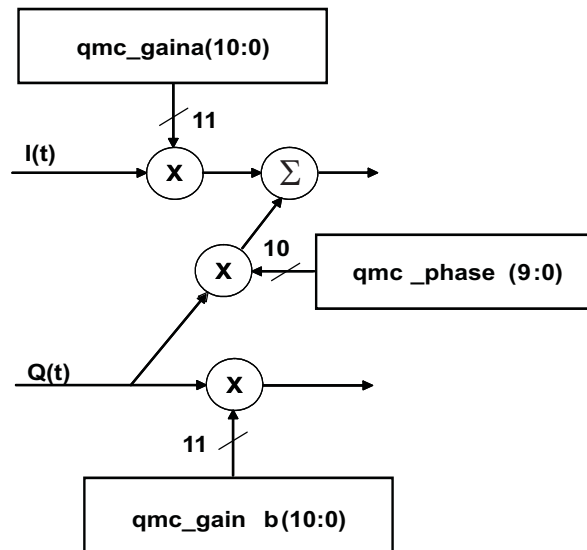 qmc_gaina(10:0)
11
I(t)
X
Σ
10
X
qmc _phase (9:0)
Q(t)
X
11
qmc_gain b(10:0)